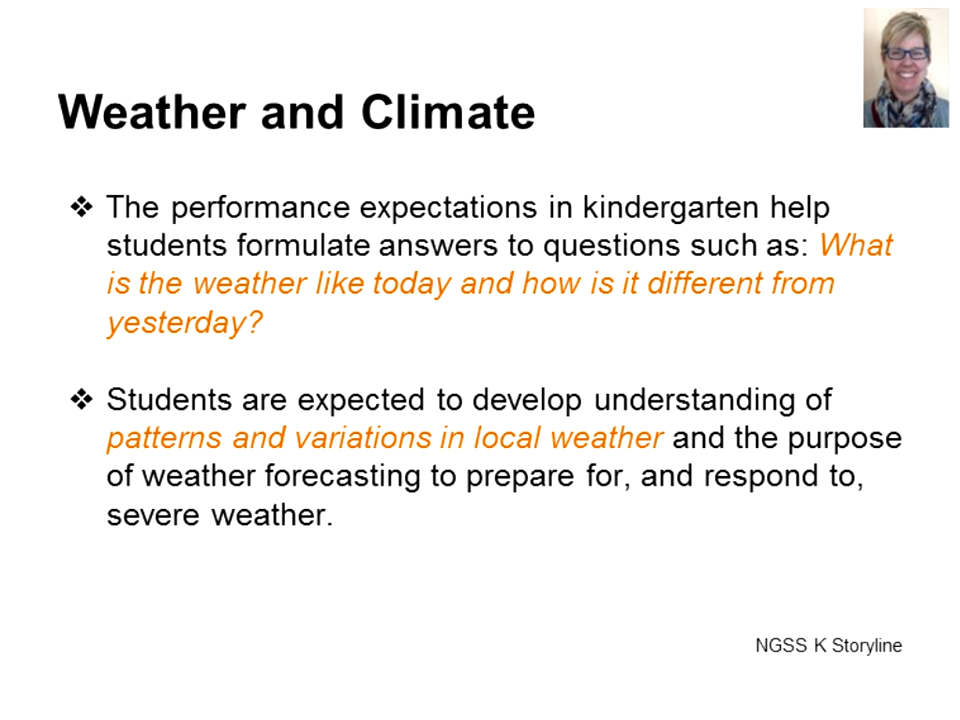 Weather and Climate
❖ The performance expectations in kindergarten help
students formulate answers to questions such as: What
is the weather like today and how is it different from
yesterday?
❖ Students are expected to develop understanding of
patterns and variations in local weather and the purpose
of weather forecasting to prepare for, and respond to,
severe weather.
NGSS K Storyline